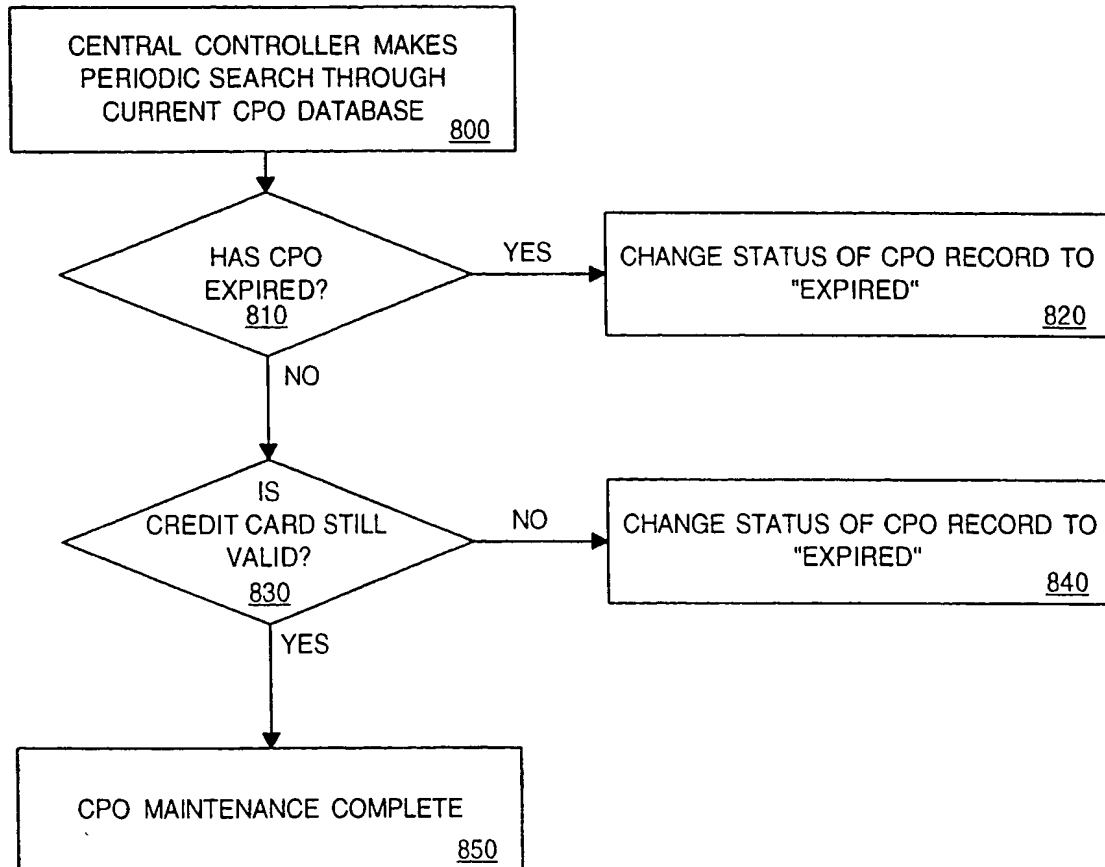 CENTRAL CONTROLLER MAKES
PERIODIC SEARCH THROUGH
CURRENT CPO DATABASE
800
HAS CPO
EXPIRED?
810
YES
CHANGE STATUS OF CPO RECORD TO
"EXPIRED"
820
NO
IS
CREDIT CARD STILL
VALID?
830
NO
CHANGE STATUS OF CPO RECORD TO
"EXPIRED"
840
YES
CPO MAINTENANCE COMPLETE
850